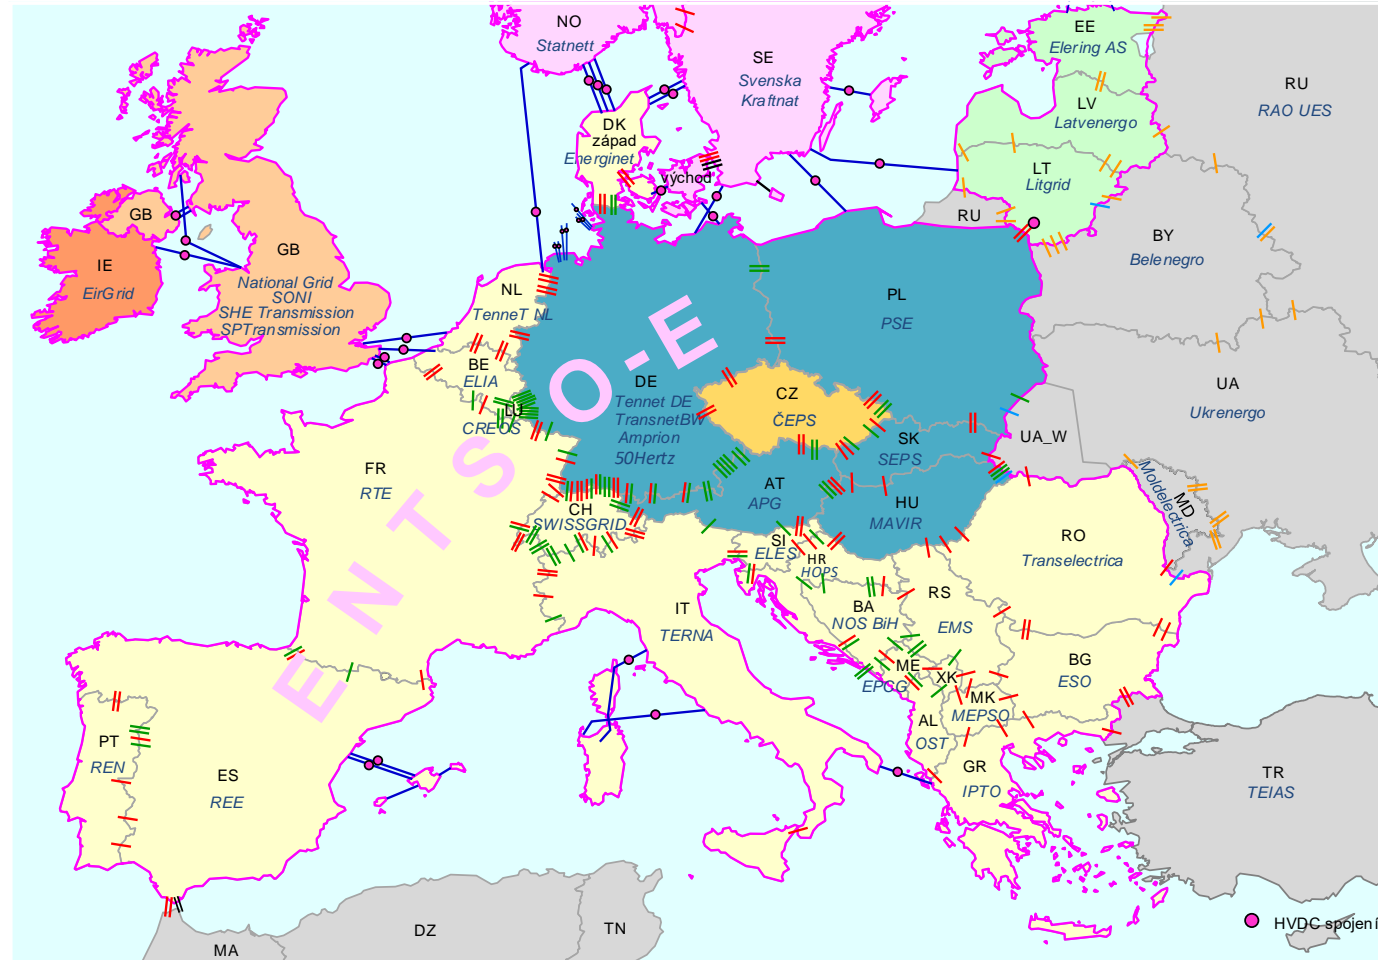 NO
Statnett
SE
Svenska
Kraftnat
EE
Elering AS
RU
RAO UES
LV
Latvenergo
DK
západ
Energinet
východ
LT
Litgrid
RU
BY
Belenegro
GB
IE
EirGrid
GB
National Grid
SONI
SHE Transmission
SPTransmission
NL
TenneT NL
BE
ELIA
LU
CREOS
DE
Tennet DE
TransnetBW
Amprion
50Hertz
PL
PSE
CZ
ČEPS
SK
SEPS
UA_W
UA
Ukrenergo
ENTSO-E
FR
RTE
CH
SWISSGRID
AT
APG
HU
MAVIR
MD
Moldelectrica
RO
Transelectrica
SI
ELES
HR
HOPS
BA
NOS BiH
RS
EMS
IT
TERNA
ME
EPCG
XK
MK
MEPSO
BG
ESO
AL
OST
GR
IPTO
TR
TEIAS
PT
REN
ES
REE
MA
DZ
TN
HVDC spojení